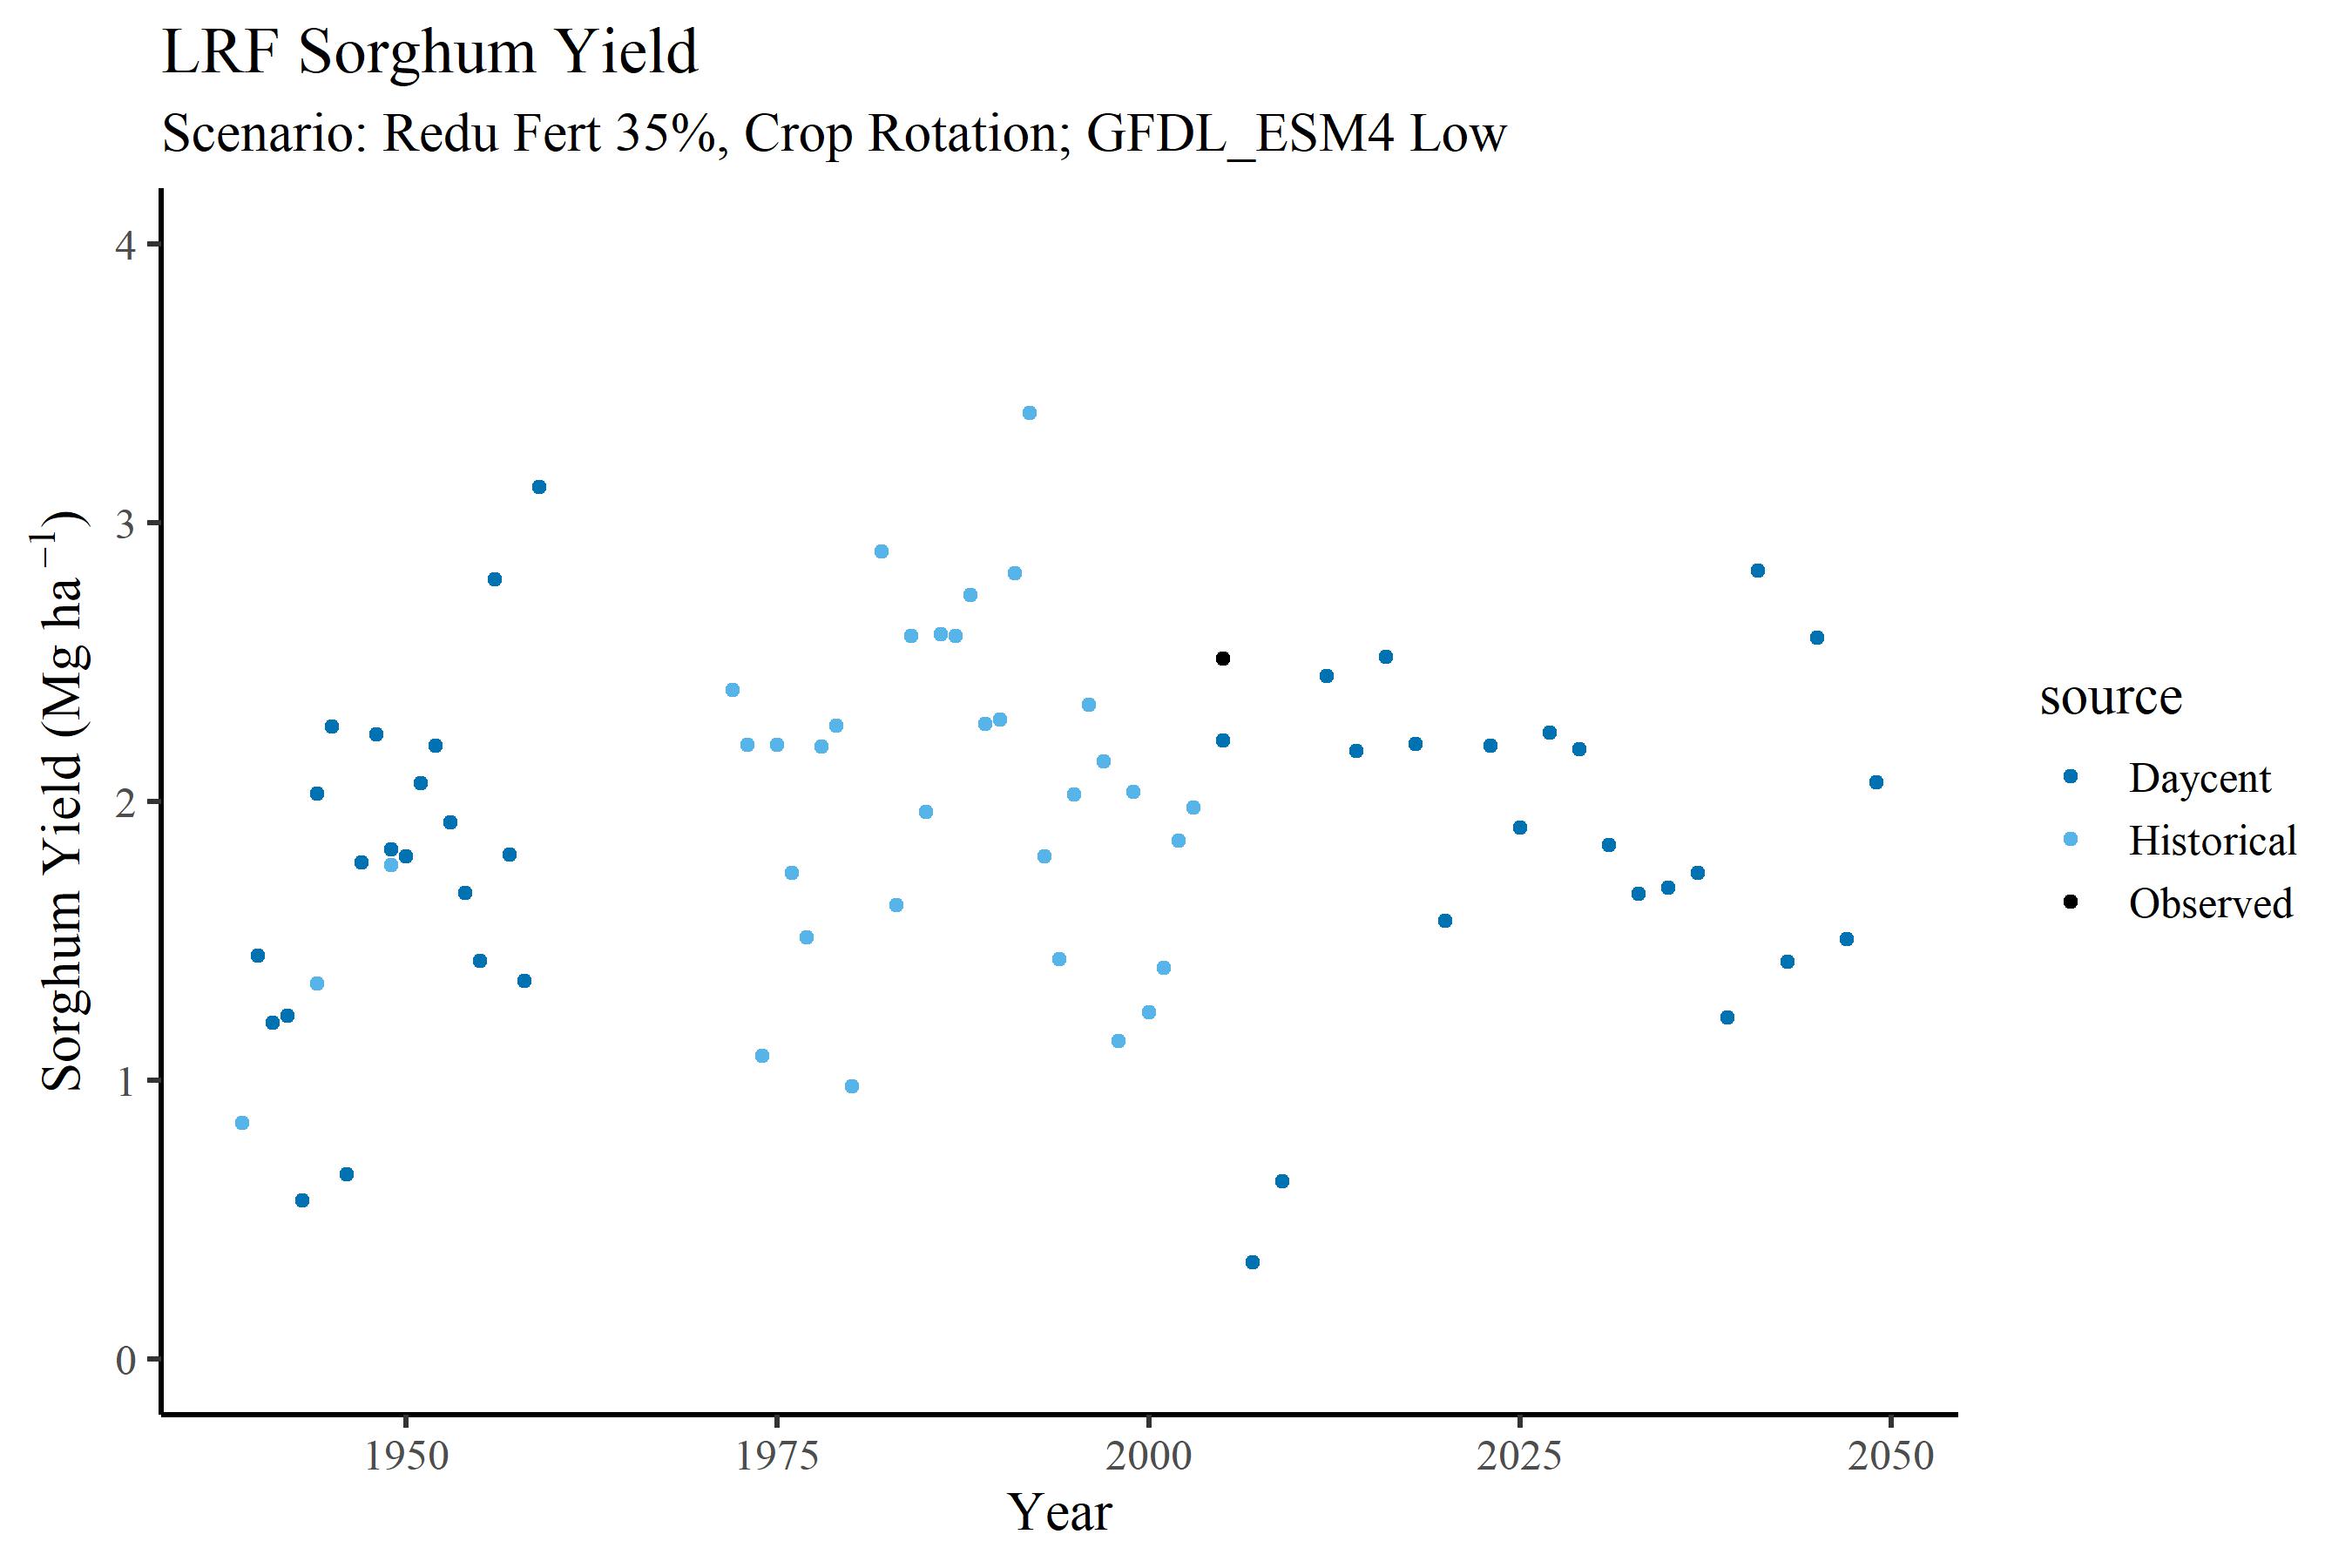 LRF Sorghum Yield
Scenario: Redu Fert 35%, Crop Rotation; GFDL_ESM4 Low
Sorghum Yield (Mg ha⁻¹)
4
3
2
1
0
1950
1975
2000
2025
2050
Year
source
Daycent
Historical
Observed